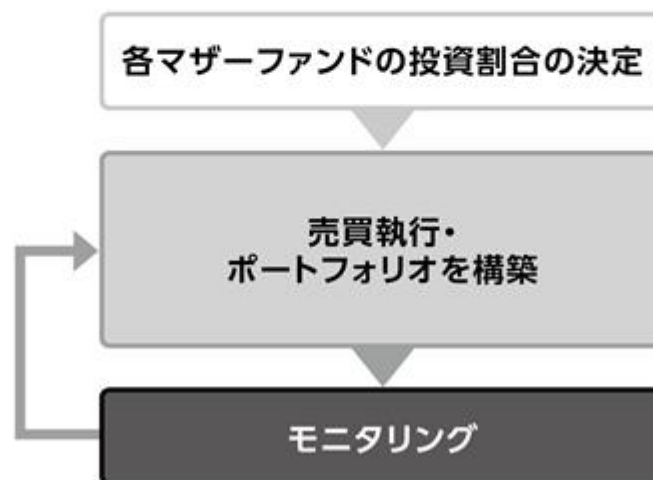 各マザーファンドの投資割合の決定
売買執行・
ポートフォリオを構築
モニタリング